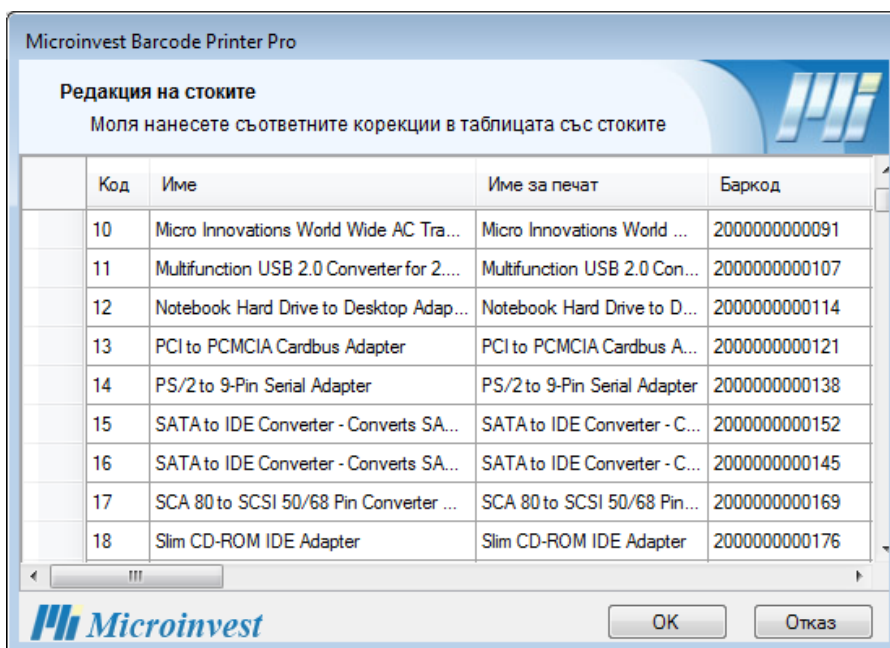 Microinvest Barcode Printer Pro
Редакция на стоките
Моля нанесете съответните корекции в таблицата със стоките
Код Име Име за печат Баркод
10 Micro Innovations World Wide AC Tra... Micro Innovations World ... 2000000000091
11 Multifunction USB 2.0 Converter for 2.... Multifunction USB 2.0 Con... 2000000000107
12 Notebook Hard Drive to Desktop Adap... Notebook Hard Drive to D... 2000000000114
13 PCI to PCMCIA Cardbus Adapter PCI to PCMCIA Cardbus A... 2000000000121
14 PS/2 to 9-Pin Serial Adapter PS/2 to 9-Pin Serial Adapter 2000000000138
15 SATA to IDE Converter - Converts SA... SATA to IDE Converter - C... 2000000000152
16 SATA to IDE Converter - Converts SA... SATA to IDE Converter - C... 2000000000145
17 SCA 80 to SCSI 50/68 Pin Converter ... SCA 80 to SCSI 50/68 Pin... 2000000000169
18 Slim CD-ROM IDE Adapter Slim CD-ROM IDE Adapter 2000000000176
Microinvest OK Отказ